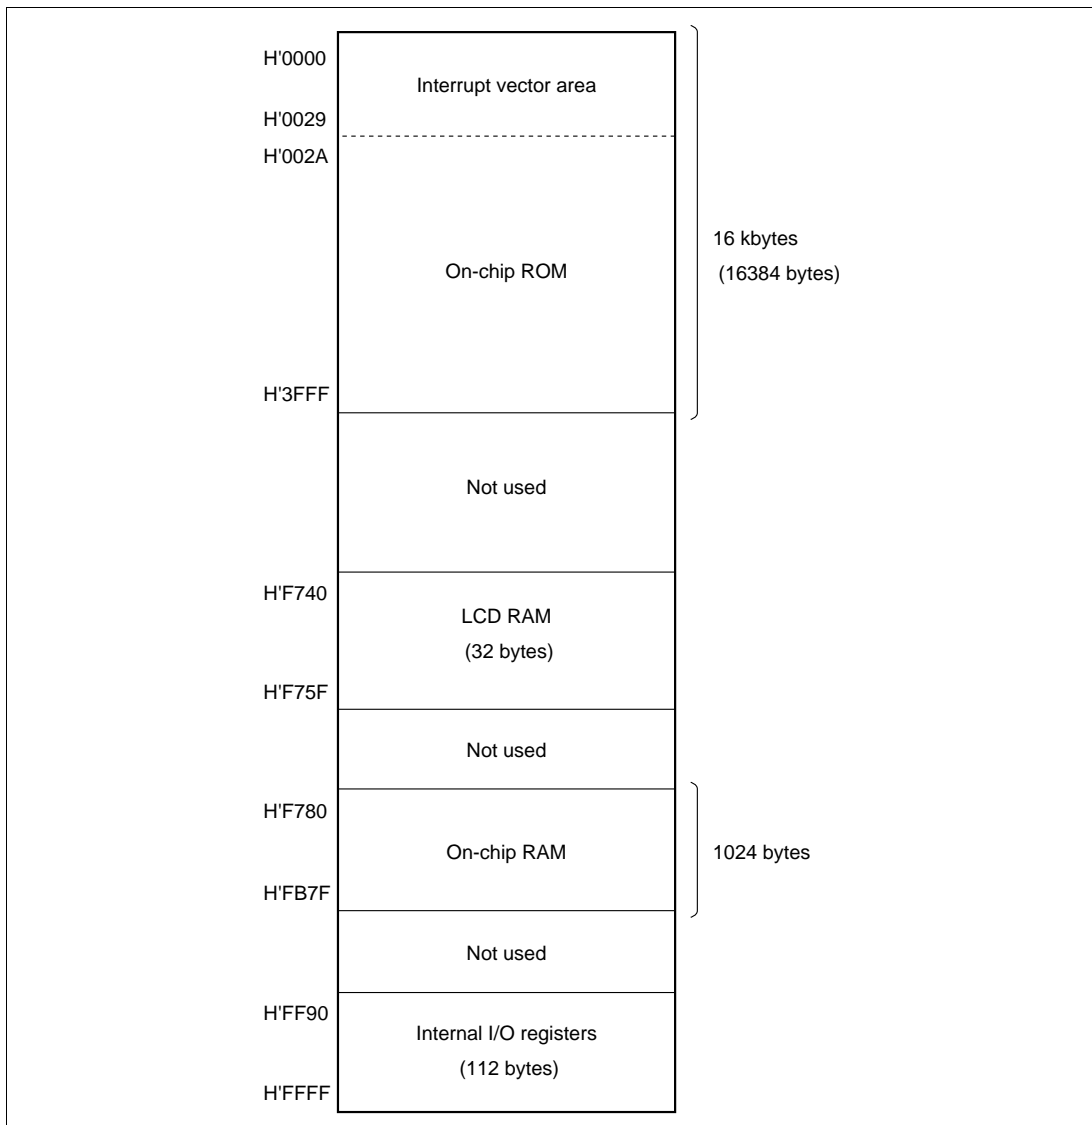 H'0000
Interrupt vector area
H'0029
H'002A
16 kbytes
(16384 bytes)
On-chip ROM
H'3FFF
Not used
H'F740
LCD RAM
(32 bytes)
H'F75F
Not used
H'F780
On-chip RAM
1024 bytes
H'FB7F
Not used
H'FF90
Internal I/O registers
(112 bytes)
H'FFFF